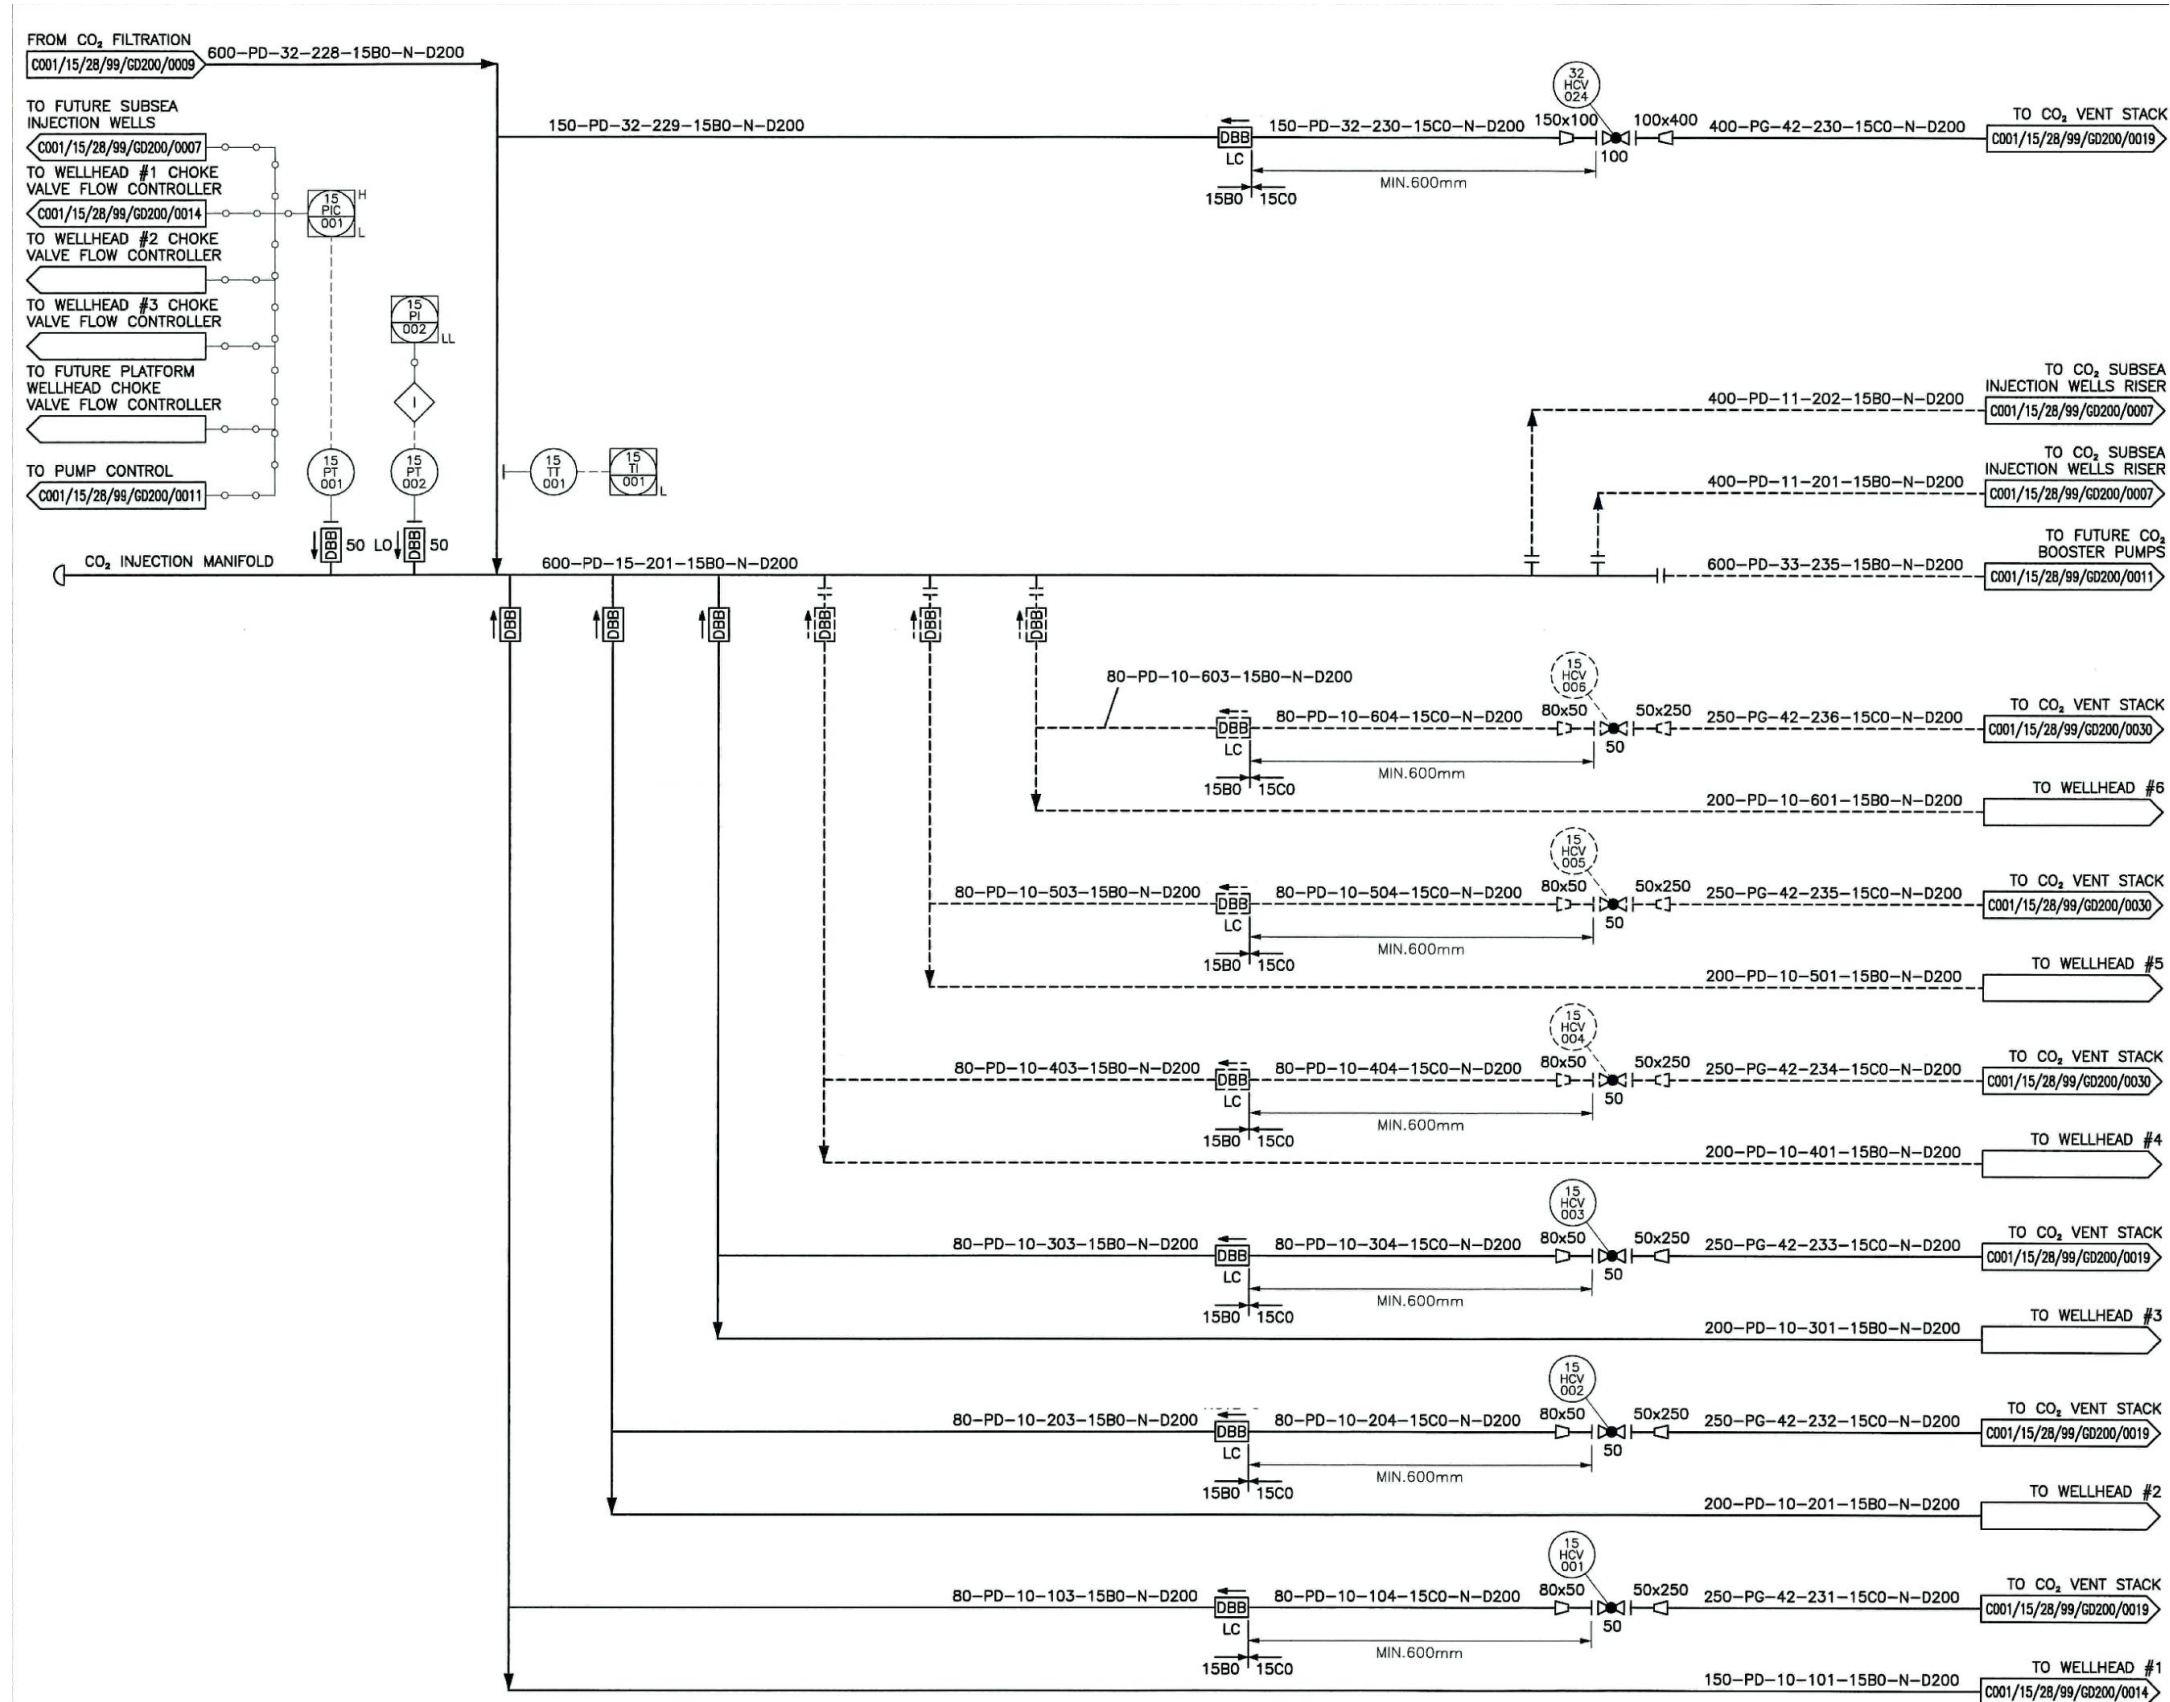 FROM CO₂ FILTRATION
C001/15/28/99/GD200/0009
600-PD-32-228-15B0-N-D200
TO FUTURE SUBSEA
INJECTION WELLS
C001/15/28/99/GD200/0007
TO WELLHEAD #1 CHOKE
VALVE FLOW CONTROLLER
C001/15/28/99/GD200/0014
TO WELLHEAD #2 CHOKE
VALVE FLOW CONTROLLER
TO WELLHEAD #3 CHOKE
VALVE FLOW CONTROLLER
TO FUTURE PLATFORM
WELLHEAD CHOKE
VALVE FLOW CONTROLLER
TO PUMP CONTROL
C001/15/28/99/GD200/0011
15
PIC
001
H
L
15
PI
002
LL
I
15
PT
001
15
PT
002
15
TT
001
15
TI
001
L
DBB
50
LO
DBB
50
CO₂ INJECTION MANIFOLD
600-PD-15-201-15B0-N-D200
150-PD-32-229-15B0-N-D200
DBB
LC
150-PD-32-230-15C0-N-D200
150x100
32
HCV
024
100
100x400
400-PG-42-230-15C0-N-D200
TO CO₂ VENT STACK
C001/15/28/99/GD200/0019
MIN.600mm
15B0
15C0
400-PD-11-202-15B0-N-D200
TO CO₂ SUBSEA
INJECTION WELLS RISER
C001/15/28/99/GD200/0007
400-PD-11-201-15B0-N-D200
TO CO₂ SUBSEA
INJECTION WELLS RISER
C001/15/28/99/GD200/0007
600-PD-33-235-15B0-N-D200
TO FUTURE CO₂
BOOSTER PUMPS
C001/15/28/99/GD200/0011
DBB
DBB
DBB
DBB
DBB
DBB
80-PD-10-603-15B0-N-D200
DBB
LC
80-PD-10-604-15C0-N-D200
80x50
15
HCV
006
50
50x250
250-PG-42-236-15C0-N-D200
TO CO₂ VENT STACK
C001/15/28/99/GD200/0030
MIN.600mm
15B0
15C0
200-PD-10-601-15B0-N-D200
TO WELLHEAD #6
80-PD-10-503-15B0-N-D200
DBB
LC
80-PD-10-504-15C0-N-D200
80x50
15
HCV
005
50
50x250
250-PG-42-235-15C0-N-D200
TO CO₂ VENT STACK
C001/15/28/99/GD200/0030
MIN.600mm
15B0
15C0
200-PD-10-501-15B0-N-D200
TO WELLHEAD #5
80-PD-10-403-15B0-N-D200
DBB
LC
80-PD-10-404-15C0-N-D200
80x50
15
HCV
004
50
50x250
250-PG-42-234-15C0-N-D200
TO CO₂ VENT STACK
C001/15/28/99/GD200/0030
MIN.600mm
15B0
15C0
200-PD-10-401-15B0-N-D200
TO WELLHEAD #4
80-PD-10-303-15B0-N-D200
DBB
LC
80-PD-10-304-15C0-N-D200
80x50
15
HCV
003
50
50x250
250-PG-42-233-15C0-N-D200
TO CO₂ VENT STACK
C001/15/28/99/GD200/0019
MIN.600mm
15B0
15C0
200-PD-10-301-15B0-N-D200
TO WELLHEAD #3
80-PD-10-203-15B0-N-D200
DBB
LC
80-PD-10-204-15C0-N-D200
80x50
15
HCV
002
50
50x250
250-PG-42-232-15C0-N-D200
TO CO₂ VENT STACK
C001/15/28/99/GD200/0019
MIN.600mm
15B0
15C0
200-PD-10-201-15B0-N-D200
TO WELLHEAD #2
80-PD-10-103-15B0-N-D200
DBB
LC
80-PD-10-104-15C0-N-D200
80x50
15
HCV
001
50
50x250
250-PG-42-231-15C0-N-D200
TO CO₂ VENT STACK
C001/15/28/99/GD200/0019
MIN.600mm
15B0
15C0
150-PD-10-101-15B0-N-D200
TO WELLHEAD #1
C001/15/28/99/GD200/0014